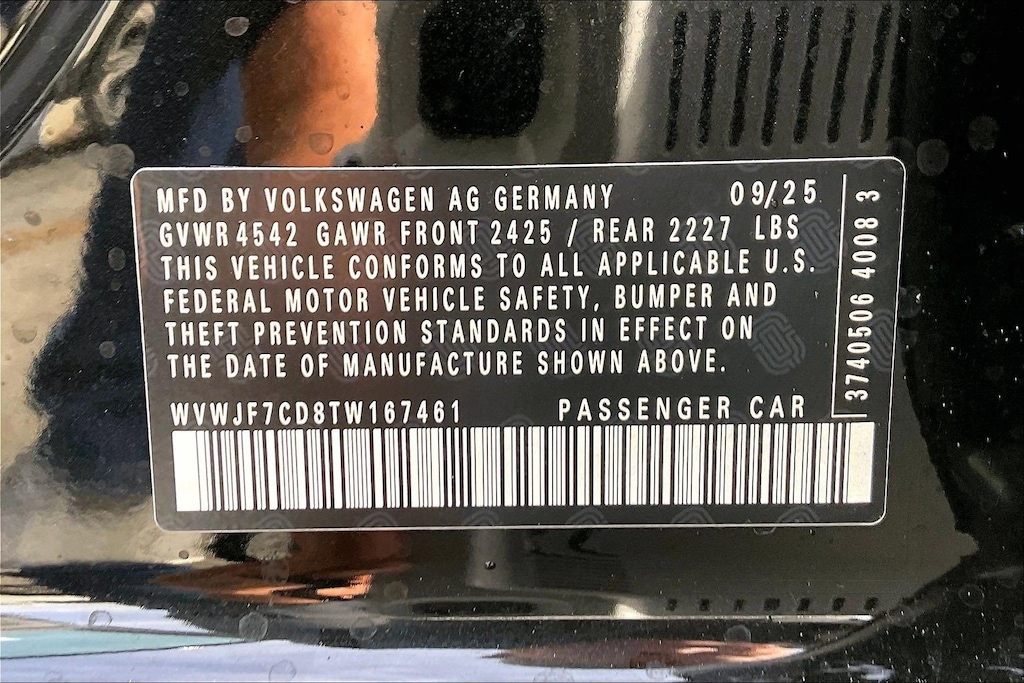 MFD BY VOLKSWAGEN AG GERMANY 09/25
GVWR 4542 GAWR FRONT 2425 / REAR 2227 LBS
THIS VEHICLE CONFORMS TO ALL APPLICABLE U.S.
FEDERAL MOTOR VEHICLE SAFETY, BUMPER AND
THEFT PREVENTION STANDARDS IN EFFECT ON
THE DATE OF MANUFACTURE SHOWN ABOVE.
WVWJF7CD8TW167461 PASSENGER CAR
3740506 4008 3